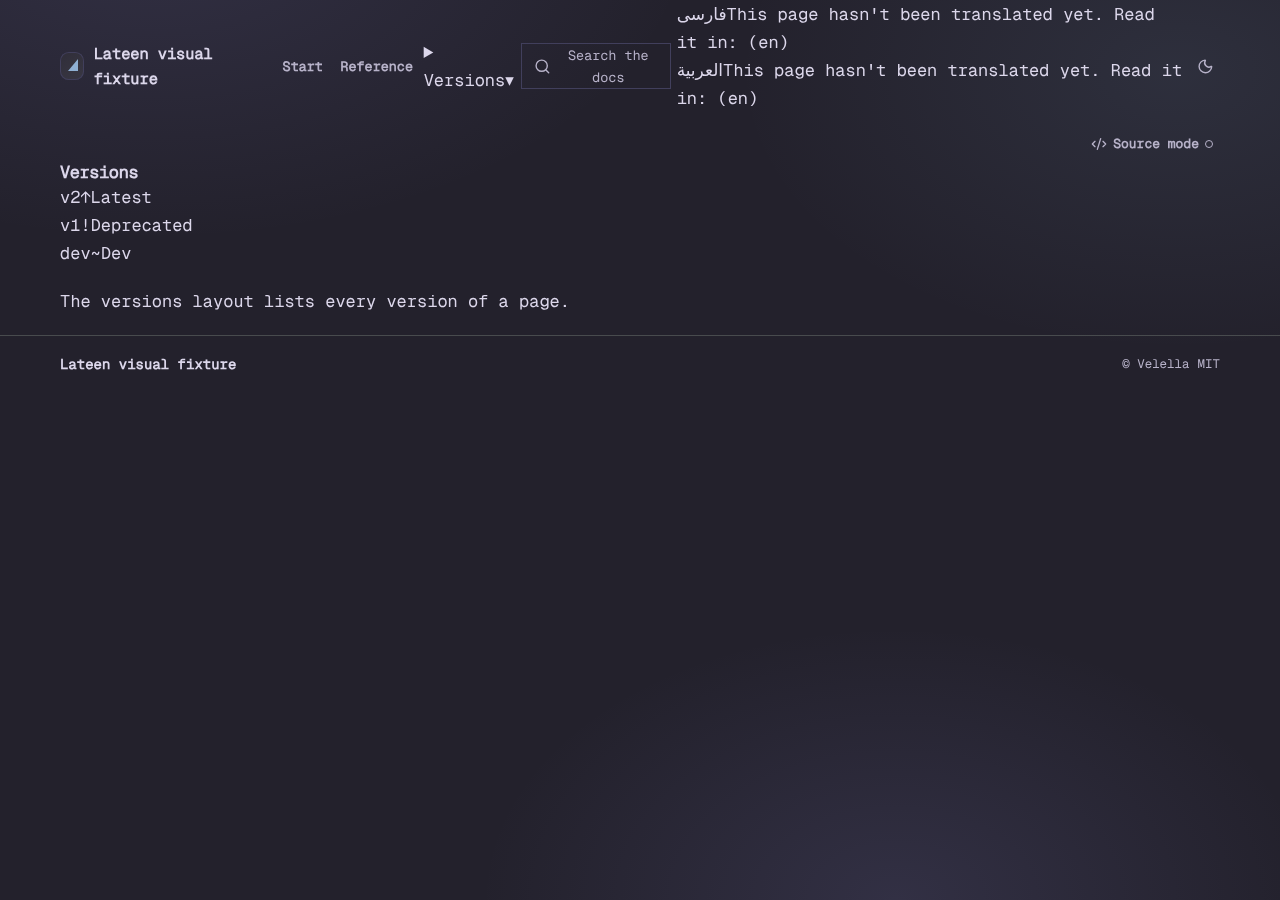 Lateen visual
fixture
Start
Reference
▶
Versions▾
Search the
docs
فارسیThis page hasn't been translated yet. Read
it in: (en)
العربيةThis page hasn't been translated yet. Read it
in: (en)
Source mode
Versions
v2↑Latest
v1!Deprecated
dev~Dev
The versions layout lists every version of a page.
Lateen visual fixture
© Velella MIT